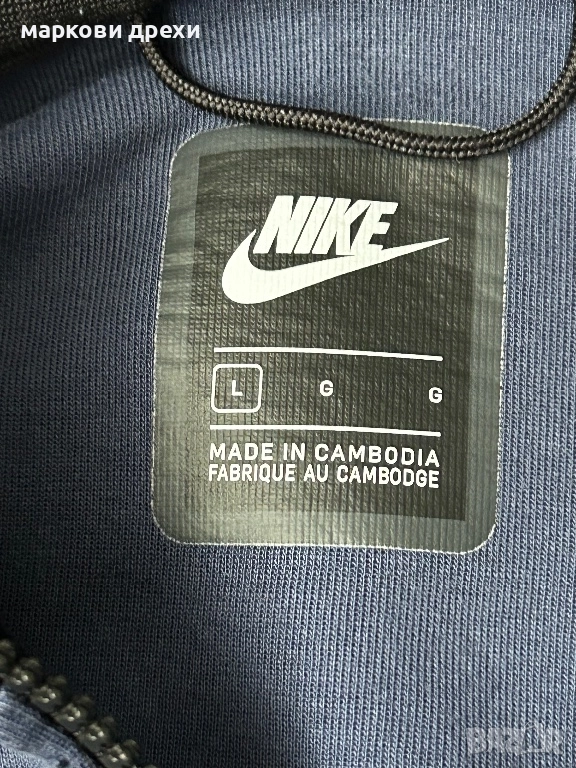 маркови дрехи
NIKE
L G G
MADE IN CAMBODIA
FABRIQUE AU CAMBODGE